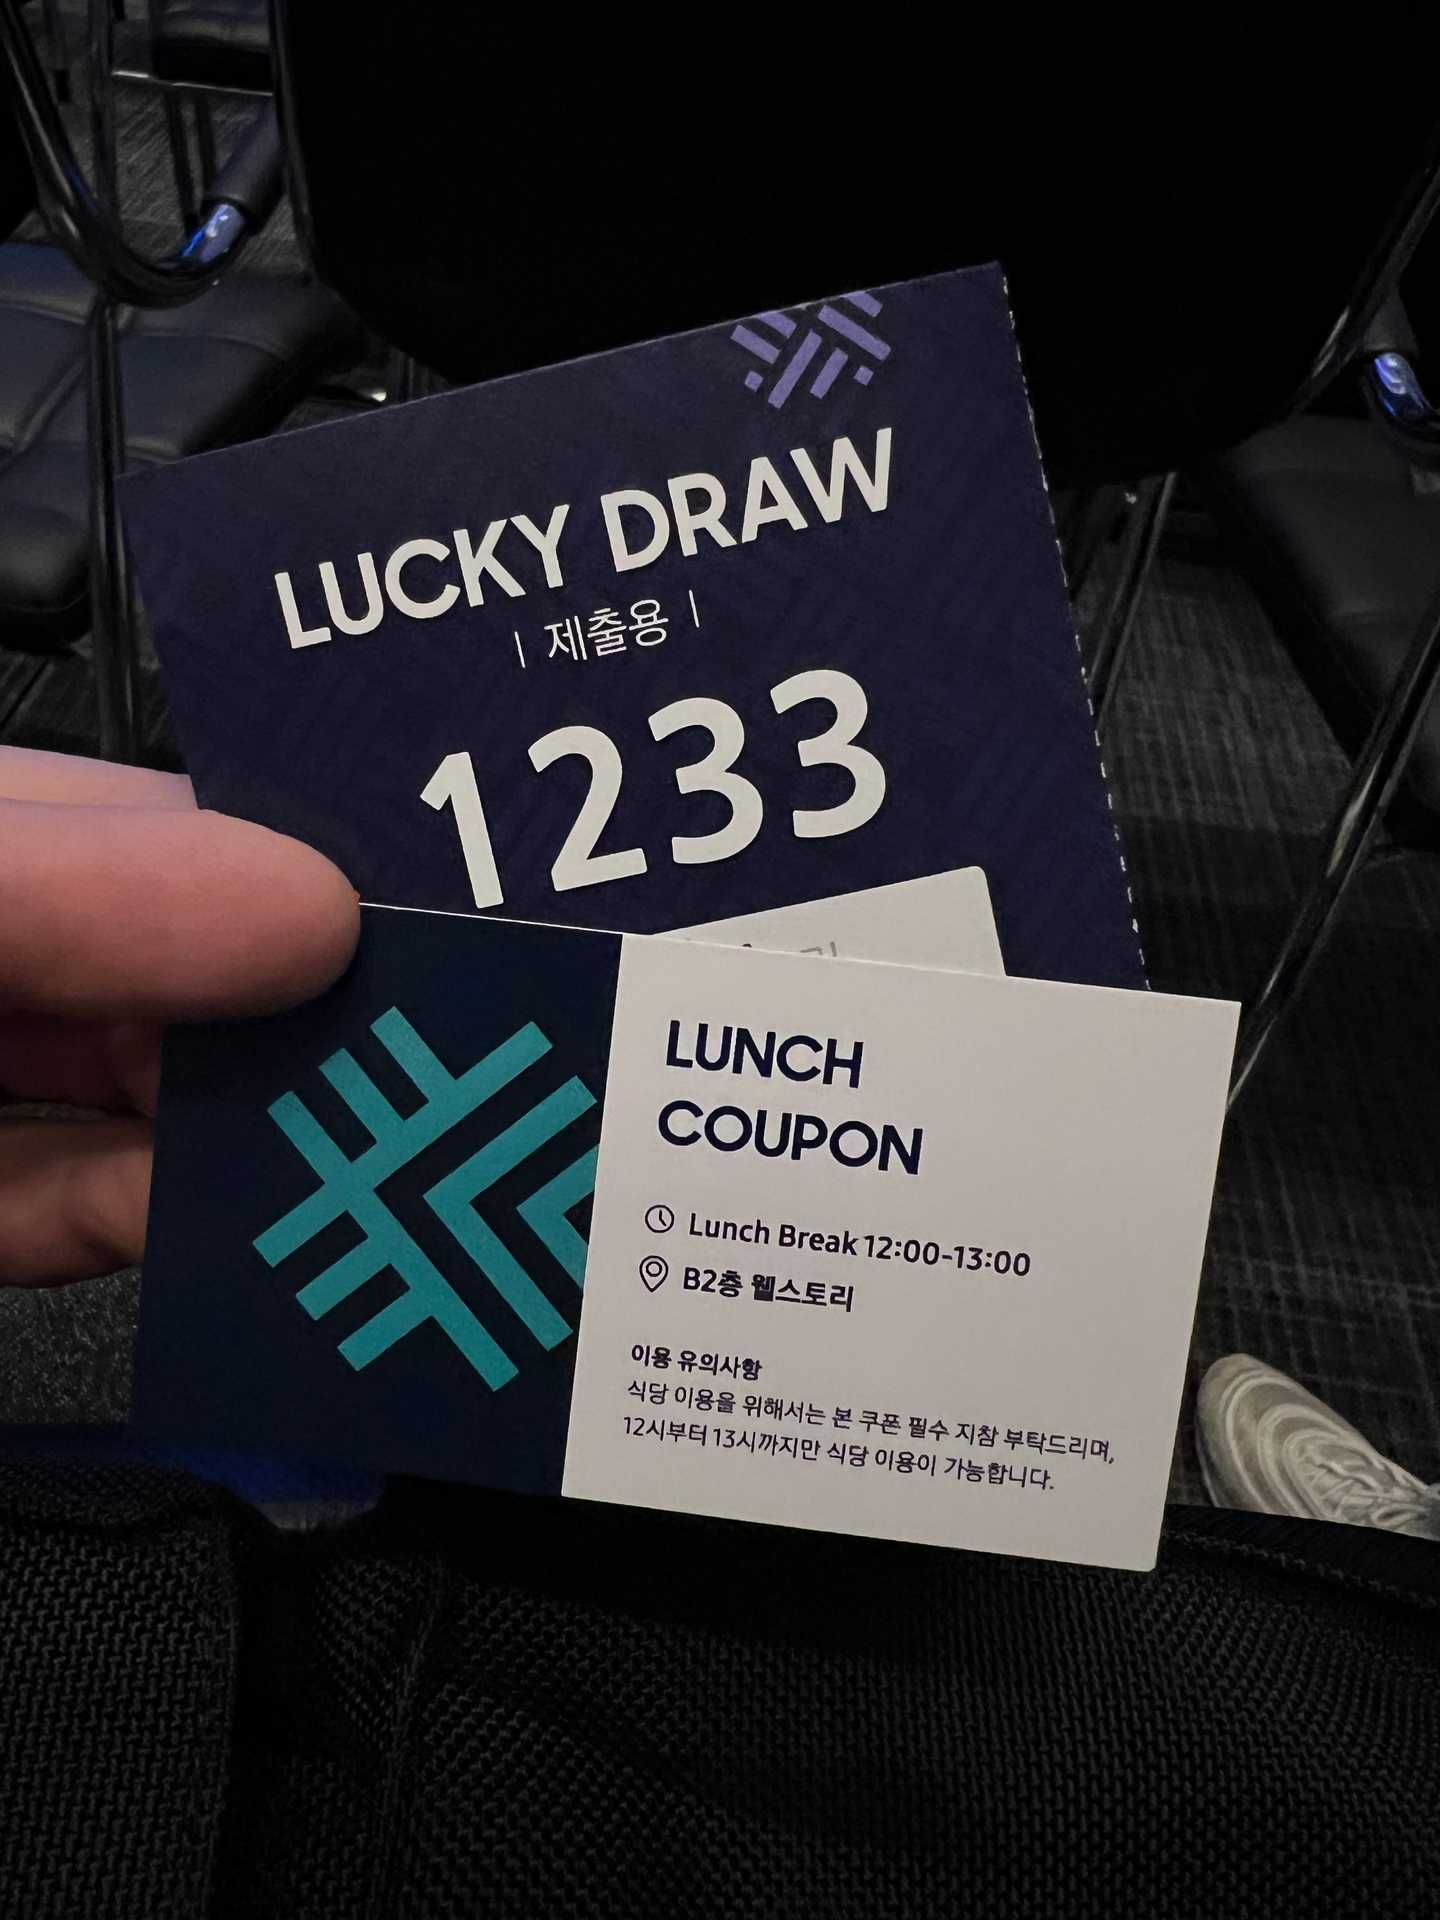 LUCKY DRAW
| 제출용 |
1233
LUNCH
COUPON
Lunch Break 12:00-13:00
B2층 웰스토리
이용 유의사항
식당 이용을 위해서는 본 쿠폰 필수 지참 부탁드리며,
12시부터 13시까지만 식당 이용이 가능합니다.